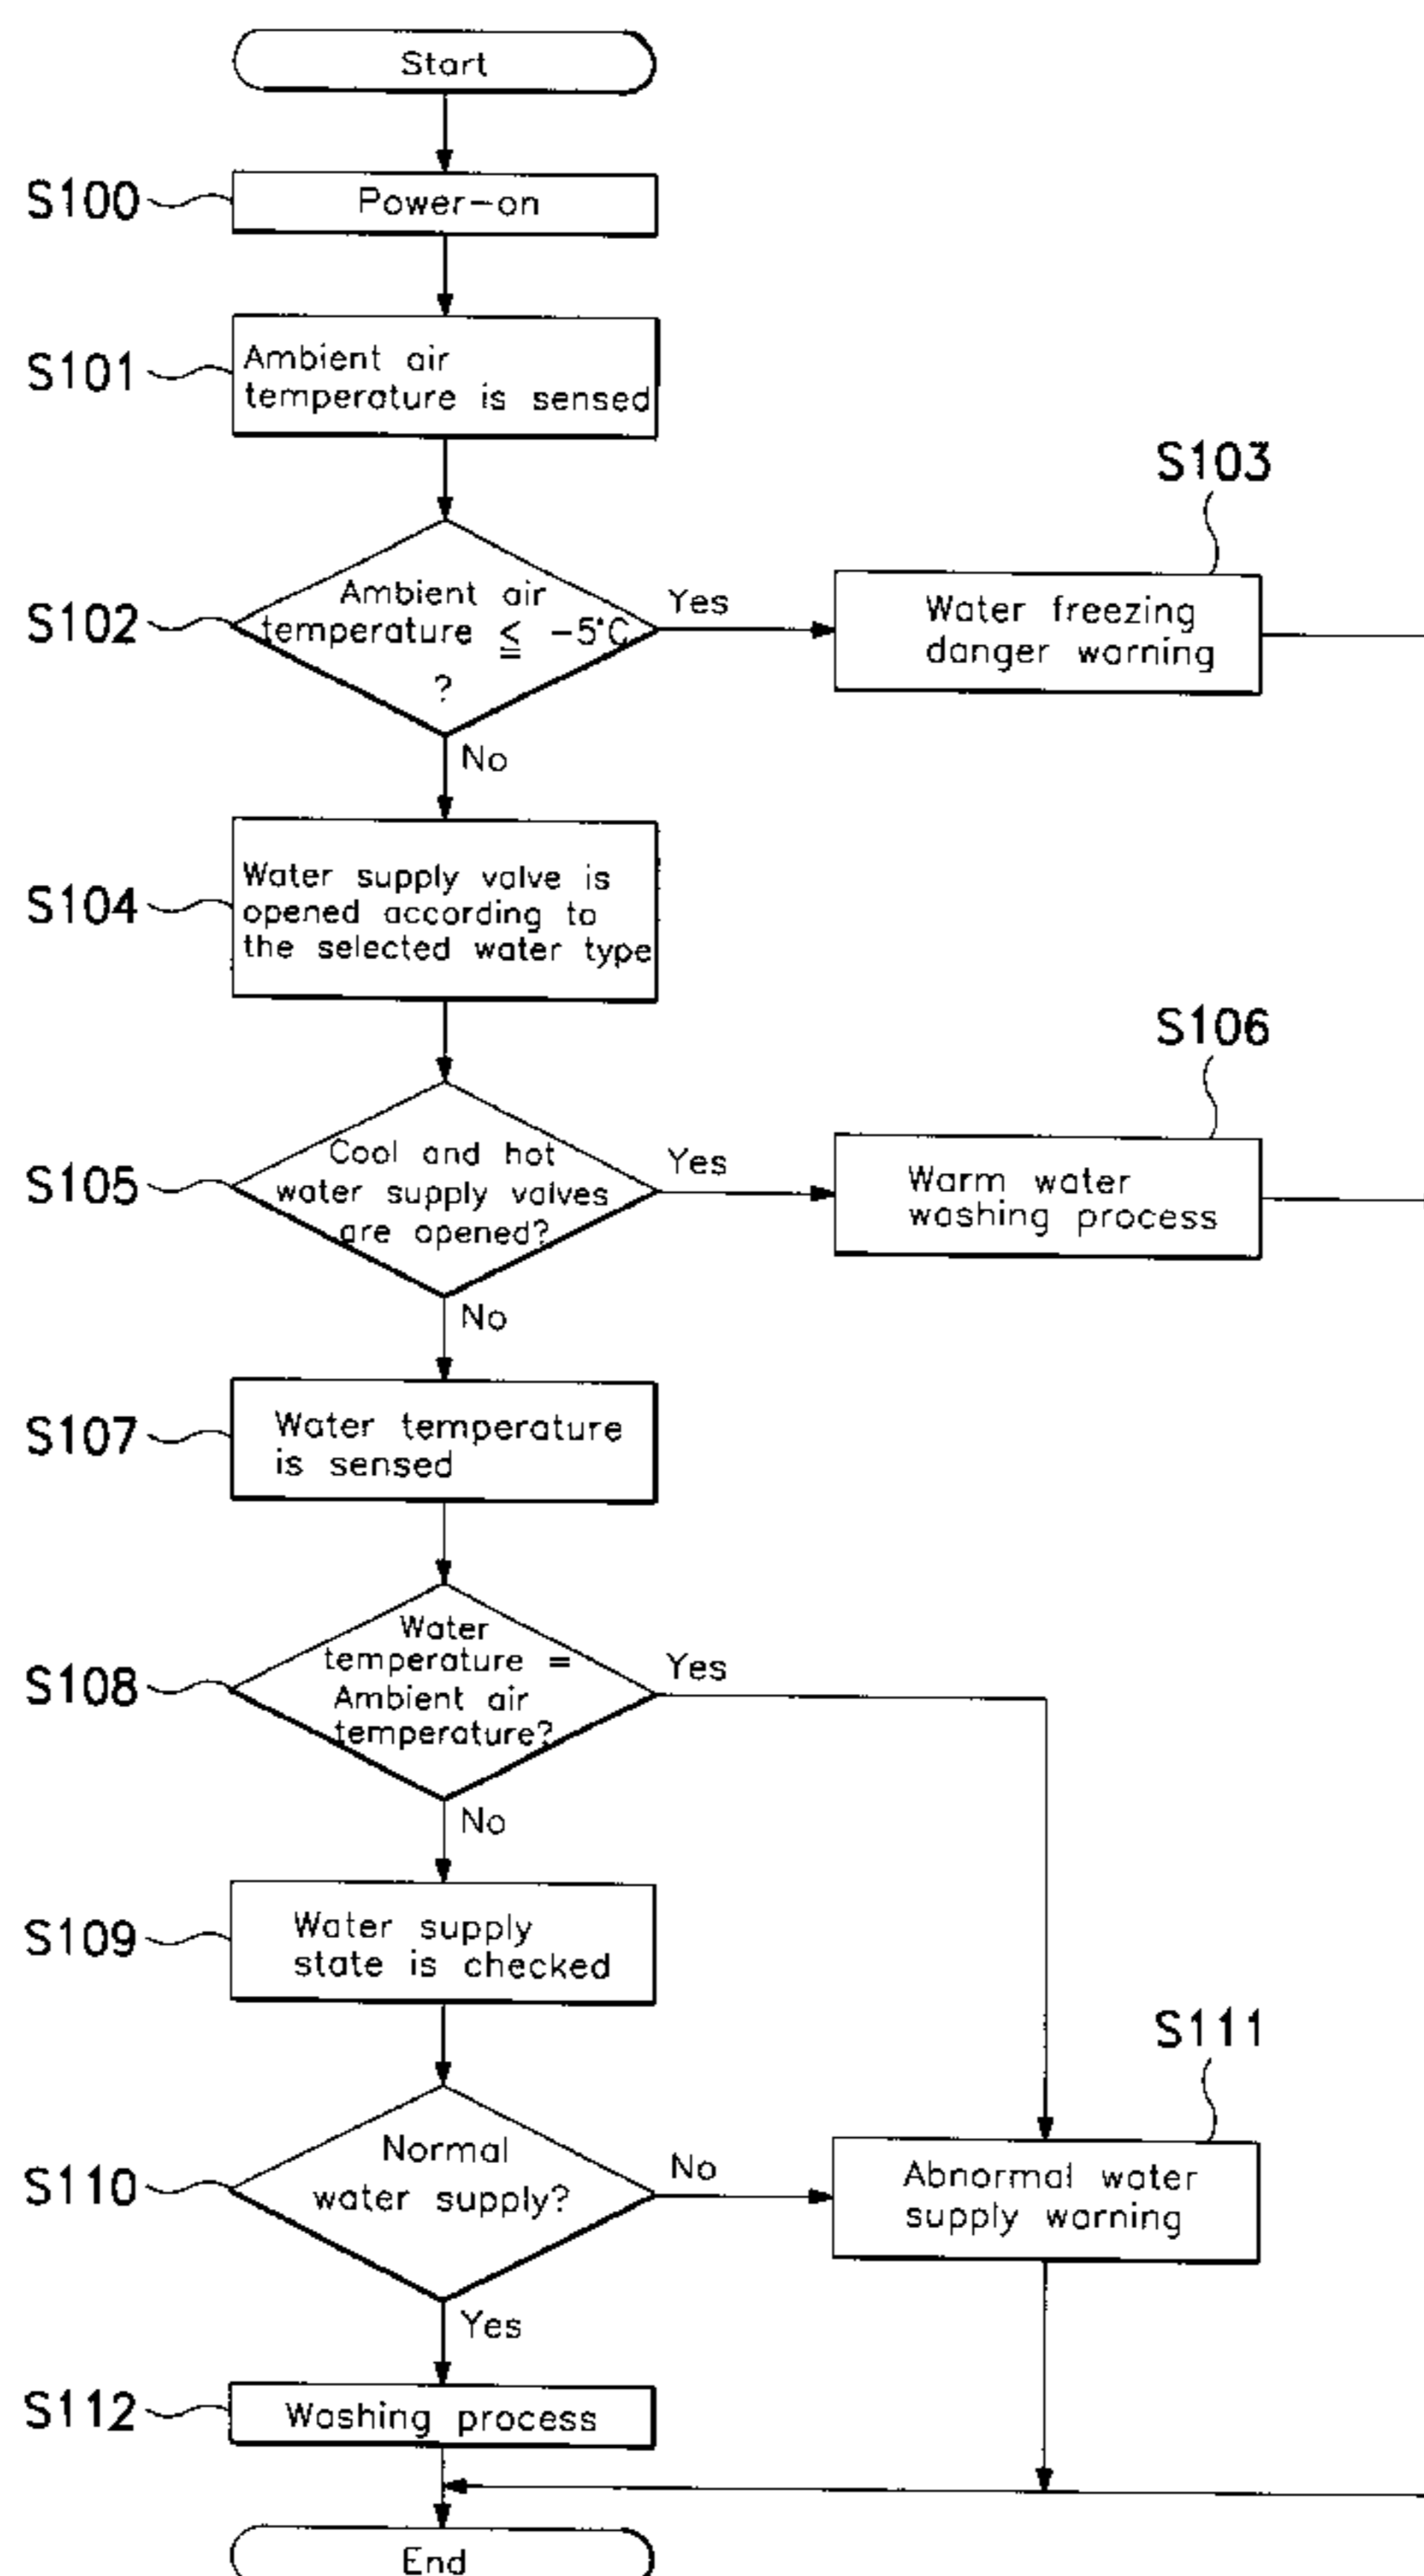 Start
S100
Power-on
S101
Ambient air
temperature is sensed
S103
S102
Ambient air
temperature ≦ -5°C
?
Yes
Water freezing
danger warning
No
S104
Water supply valve is
opened according to
the selected water type
S106
S105
Cool and hot
water supply valves
are opened?
Yes
Warm water
washing process
No
S107
Water temperature
is sensed
S108
Water
temperature =
Ambient air
temperature?
Yes
No
S109
Water supply
state is checked
S111
S110
Normal
water supply?
No
Abnormal water
supply warning
Yes
S112
Washing process
End